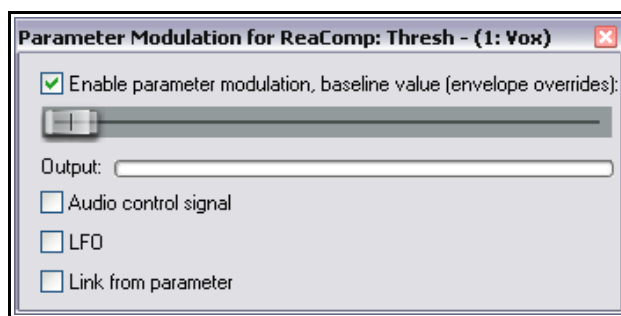 Parameter Modulation for ReaComp: Thresh - (1: Vox)
Enable parameter modulation, baseline value (envelope overrides):
Output:
Audio control signal
LFO
Link from parameter